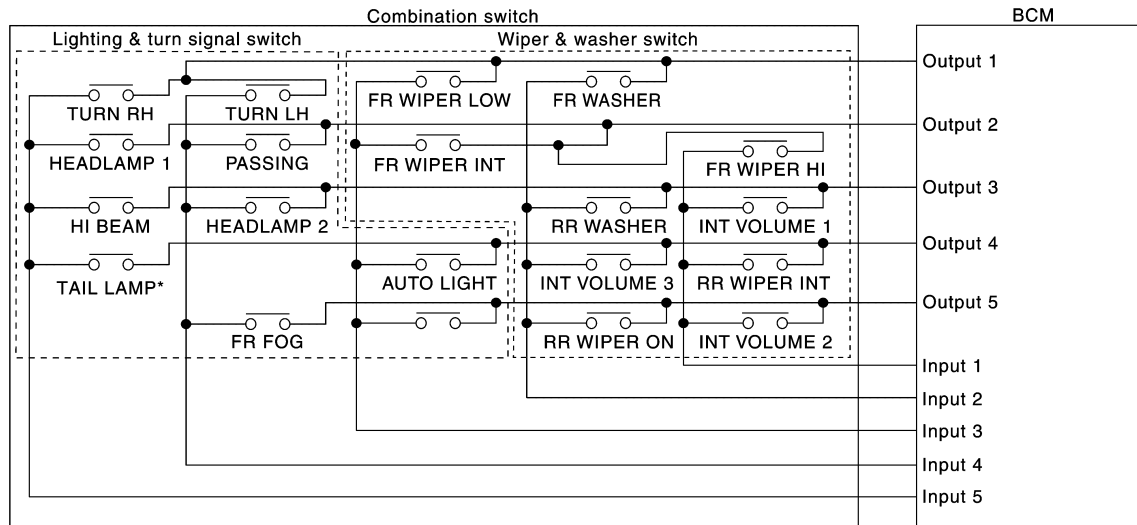 Combination switch
BCM
Lighting & turn signal switch
Wiper & washer switch
Output 1
TURN RH
TURN LH
FR WIPER LOW
FR WASHER
Output 2
HEADLAMP 1
PASSING
FR WIPER INT
FR WIPER HI
Output 3
HI BEAM
HEADLAMP 2
RR WASHER
INT VOLUME 1
Output 4
TAIL LAMP*
AUTO LIGHT
INT VOLUME 3
RR WIPER INT
Output 5
FR FOG
RR WIPER ON
INT VOLUME 2
Input 1
Input 2
Input 3
Input 4
Input 5